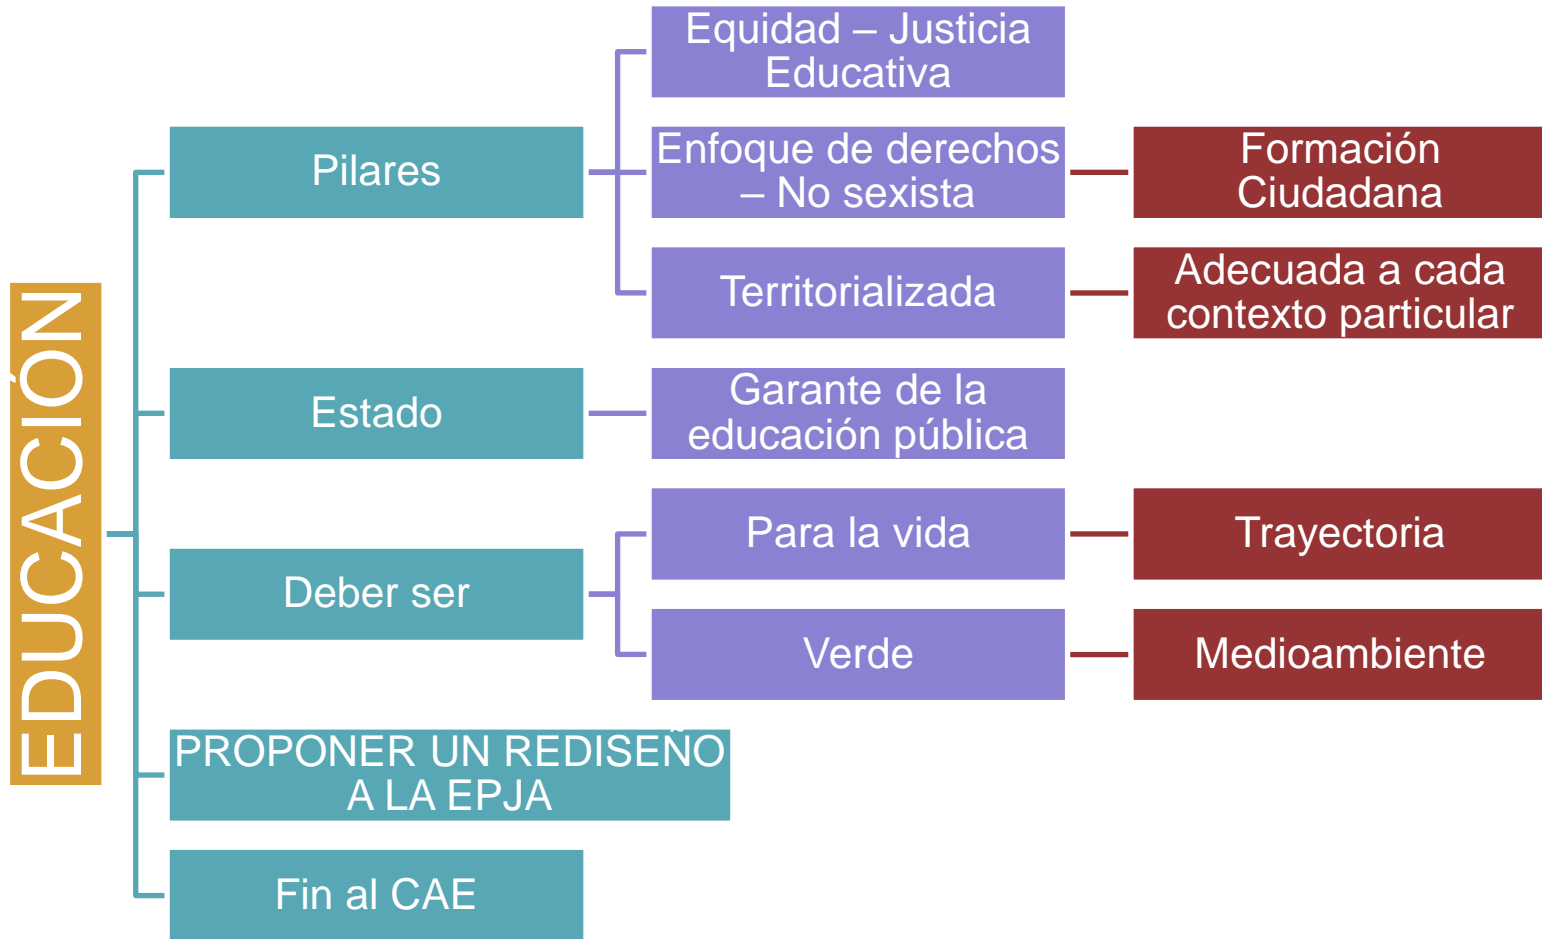 EDUCACIÓN
Pilares
Equidad – Justicia
Educativa
Enfoque de derechos
– No sexista
Formación
Ciudadana
Territorializada
Adecuada a cada
contexto particular
Estado
Garante de la
educación pública
Deber ser
Para la vida
Trayectoria
Verde
Medioambiente
PROPONER UN REDISEÑO
A LA EPJA
Fin al CAE